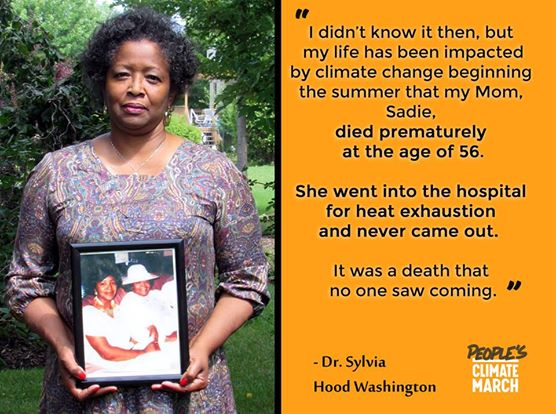 "
I didn't know it then, but
my life has been impacted
by climate change beginning
the summer that my Mom,
Sadie,
died prematurely
at the age of 56.
She went into the hospital
for heat exhaustion
and never came out.
It was a death that
no one saw coming. "
- Dr. Sylvia
Hood Washington
PEOPLE'S
CLIMATE
MARCH